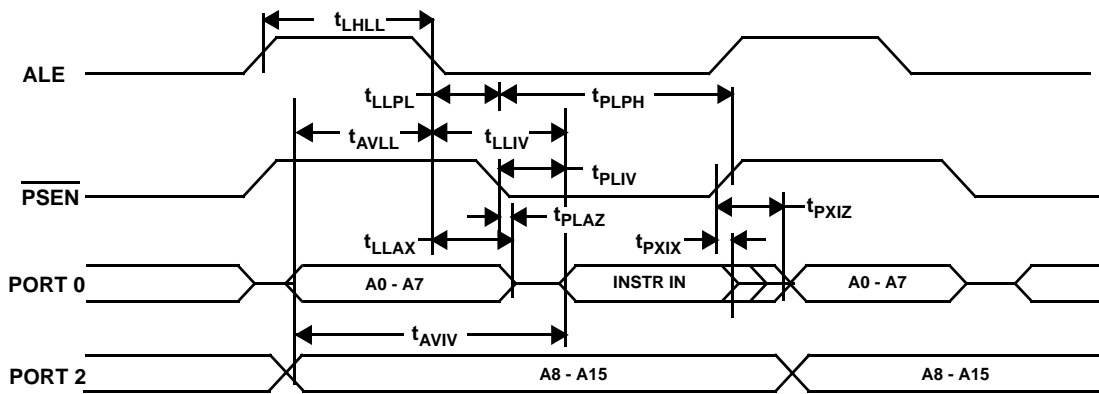 tLHLL
ALE
tLLPL
tPLPH
tAVLL
tLLIV
PSEN
tPLIV
tPXIZ
tPLAZ
tLLAX
tPXIX
PORT 0
A0 - A7
INSTR IN
A0 - A7
tAVIV
PORT 2
A8 - A15
A8 - A15